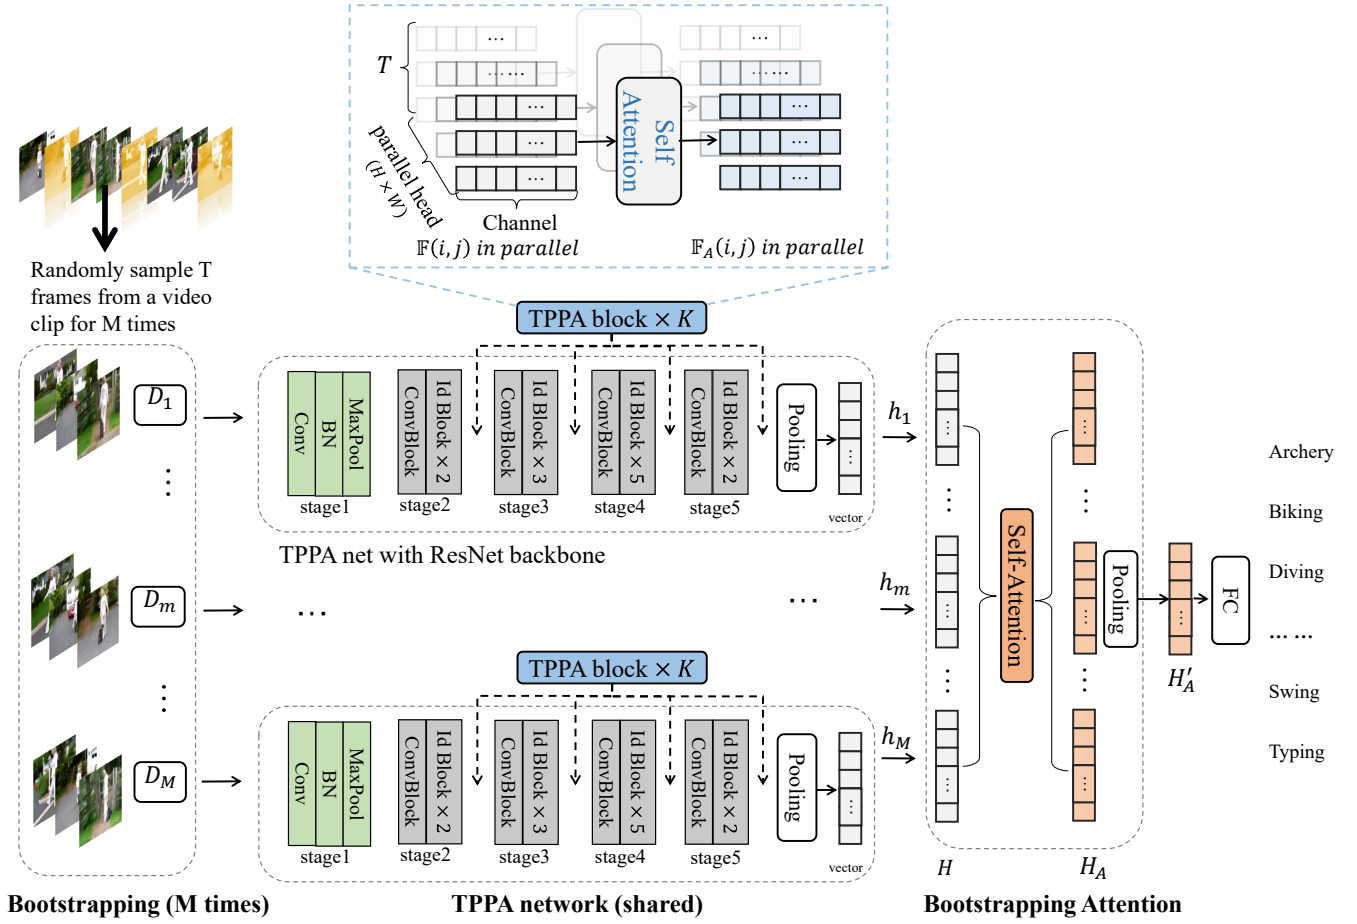 T
parallel head
(H × W)
Self
Attention
Channel
𝔽(i, j) in parallel
𝔽_A(i, j) in parallel
Randomly sample T
frames from a video
clip for M times
TPPA block × K
D_1
Conv
BN
MaxPool
stage1
ConvBlock
Id Block × 2
stage2
ConvBlock
Id Block × 3
stage3
ConvBlock
Id Block × 5
stage4
ConvBlock
Id Block × 2
stage5
Pooling
...
vector
h_1
TPPA net with ResNet backbone
D_m
...
...
h_m
TPPA block × K
D_M
Conv
BN
MaxPool
stage1
ConvBlock
Id Block × 2
stage2
ConvBlock
Id Block × 3
stage3
ConvBlock
Id Block × 5
stage4
ConvBlock
Id Block × 2
stage5
Pooling
...
vector
h_M
Self-Attention
Pooling
H
H_A
H′_A
FC
Archery
Biking
Diving
... ...
Swing
Typing
Bootstrapping (M times)
TPPA network (shared)
Bootstrapping Attention